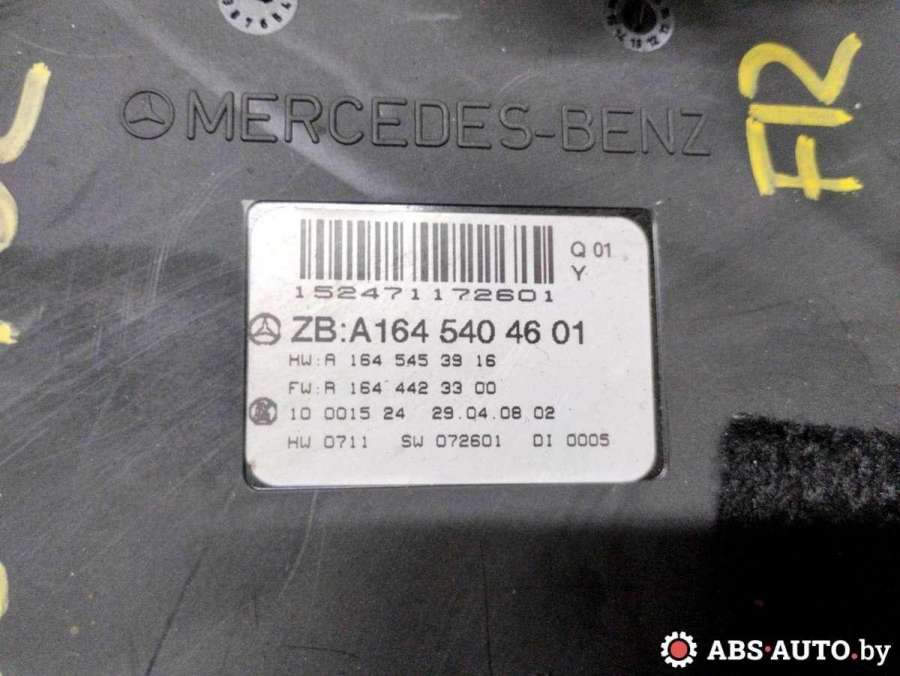 MERCEDES-BENZ
F12
Q 01
Y
152471172601
ZB:A164 540 46 01
HW:A 164 545 39 16
FW:A 164 442 33 00
10 0015 24 29.04.08 02
HW 0711 SW 072601 DI 0005
ABS-AUTO.by